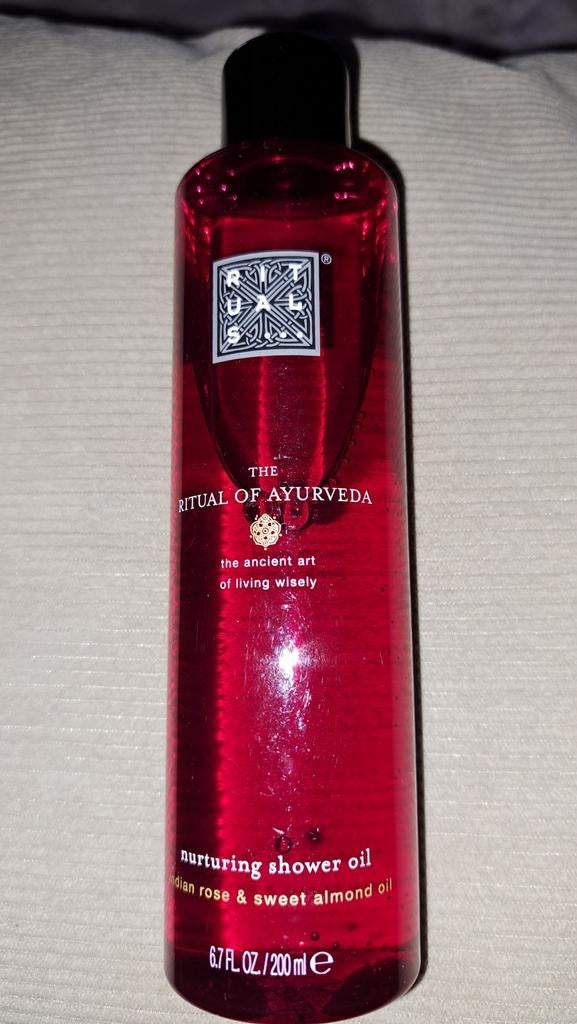 RIT
UAL
S...
®
THE
RITUAL OF AYURVEDA
the ancient art
of living wisely
nurturing shower oil
indian rose & sweet almond oil
6.7 FL. OZ. / 200 ml e